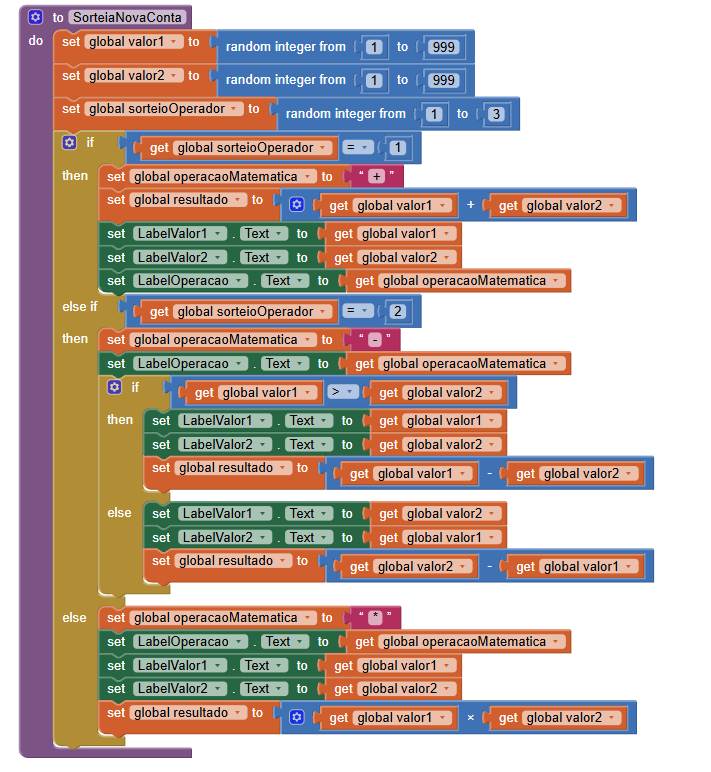 to SorteiaNovaConta
do set global valor1 to random integer from 1 to 999
set global valor2 to random integer from 1 to 999
set global sorteioOperador to random integer from 1 to 3
if get global sorteioOperador = 1
then set global operacaoMatematica to " + "
set global resultado to get global valor1 + get global valor2
set LabelValor1 . Text to get global valor1
set LabelValor2 . Text to get global valor2
set LabelOperacao . Text to get global operacaoMatematica
else if get global sorteioOperador = 2
then set global operacaoMatematica to " - "
set LabelOperacao . Text to get global operacaoMatematica
if get global valor1 > get global valor2
then set LabelValor1 . Text to get global valor1
set LabelValor2 . Text to get global valor2
set global resultado to get global valor1 - get global valor2
else set LabelValor1 . Text to get global valor2
set LabelValor2 . Text to get global valor1
set global resultado to get global valor2 - get global valor1
else set global operacaoMatematica to " * "
set LabelOperacao . Text to get global operacaoMatematica
set LabelValor1 . Text to get global valor1
set LabelValor2 . Text to get global valor2
set global resultado to get global valor1 × get global valor2